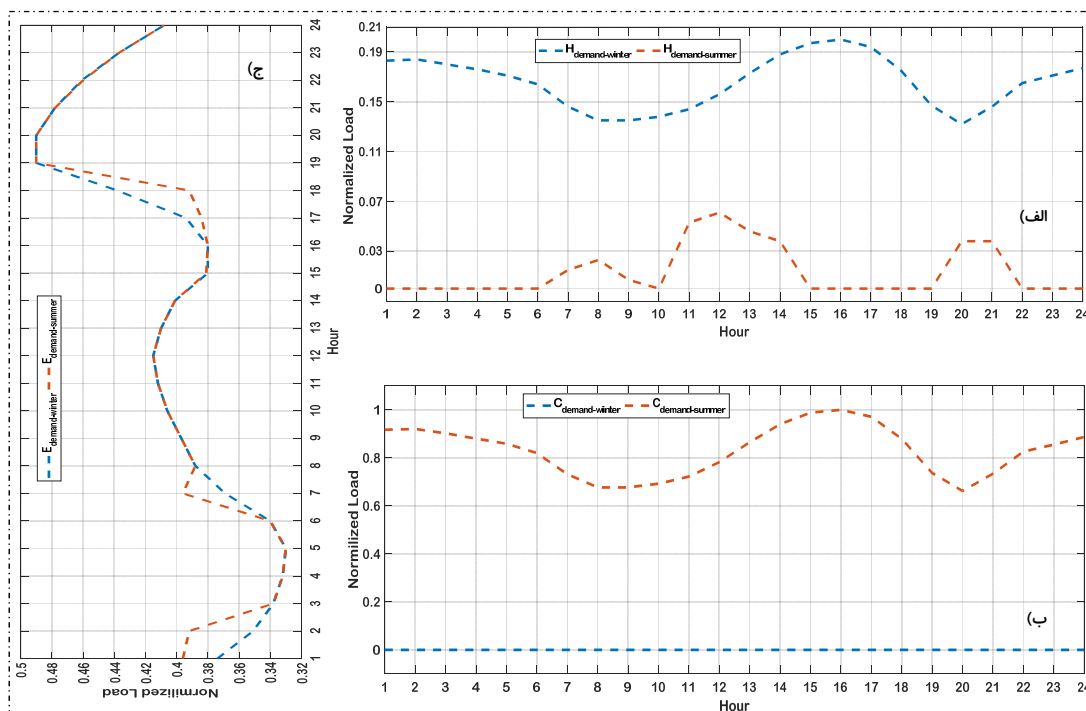 H demand-winter H demand-summer
0.21
0.19
0.15
0.11
0.07
0.03
0
Normalized Load
الف)
1 2 3 4 5 6 7 8 9 10 11 12 13 14 15 16 17 18 19 20 21 22 23 24
Hour
C demand-winter C demand-summer
1
0.8
0.6
0.4
0.2
0
Normilized Load
ب)
1 2 3 4 5 6 7 8 9 10 11 12 13 14 15 16 17 18 19 20 21 22 23 24
Hour
ج)
E demand-winter E demand-summer
0.5
0.48
0.46
0.44
0.42
0.4
0.38
0.36
0.34
0.32
Normilized Load
1 2 3 4 5 6 7 8 9 10 11 12 13 14 15 16 17 18 19 20 21 22 23 24
Hour